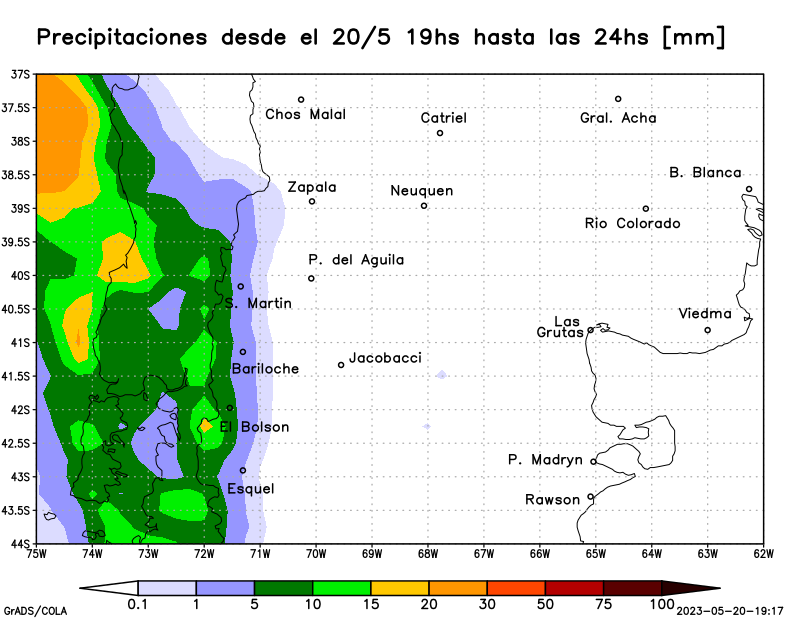 Precipitaciones desde el 20/5 19hs hasta las 24hs [mm]
37S
37.5S
38S
38.5S
39S
39.5S
40S
40.5S
41S
41.5S
42S
42.5S
43S
43.5S
44S
Chos Malal
Catriel
Gral. Acha
B. Blanca
Zapala
Neuquen
Rio Colorado
P. del Aguila
S. Martin
Viedma
Las
Grutas
Bariloche
Jacobacci
El Bolson
Esquel
P. Madryn
Rawson
75W 74W 73W 72W 71W 70W 69W 68W 67W 66W 65W 64W 63W 62W
0.1 1 5 10 15 20 30 50 75 100
GrADS/COLA
2023-05-20-19:17